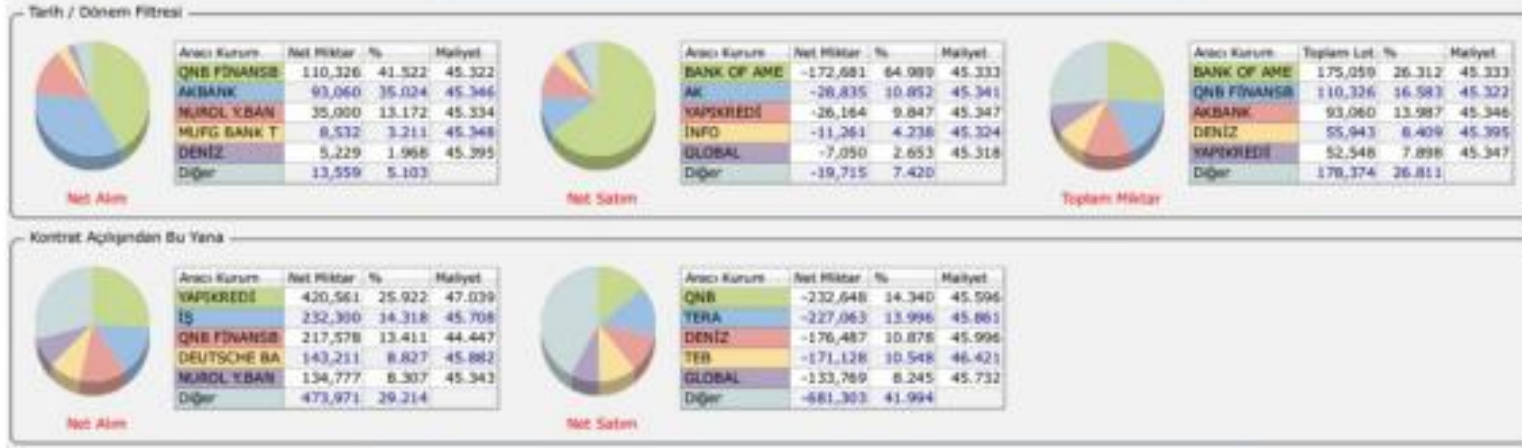 Tarih / Dönem Filtresi
Aracı Kurum Net Miktar % Maliyet
QNB FİNANSB 110,326 41.522 45.322
AKBANK 93,060 35.024 45.346
NUROL Y.BAN 35,000 13.172 45.334
MUFG BANK T 8,532 3.211 45.348
DENİZ 5,229 1.968 45.395
Diğer 13,559 5.103
Net Alım
Aracı Kurum Net Miktar % Maliyet
BANK OF AME -172,681 64.989 45.333
AK -28,835 10.852 45.341
YAPIKREDİ -26,164 9.847 45.347
İNFO -11,261 4.238 45.324
GLOBAL -7,050 2.653 45.318
Diğer -19,715 7.420
Net Satım
Aracı Kurum Toplam Lot % Maliyet
BANK OF AME 175,059 26.312 45.333
QNB FİNANSB 110,326 16.583 45.322
AKBANK 93,060 13.987 45.346
DENİZ 55,943 8.409 45.395
YAPIKREDİ 52,548 7.898 45.347
Diğer 178,374 26.811
Toplam Miktar
Kontrat Açılışından Bu Yana
Aracı Kurum Net Miktar % Maliyet
YAPIKREDİ 420,561 25.922 47.039
İŞ 232,300 14.318 45.708
QNB FİNANSB 217,578 13.411 44.447
DEUTSCHE BA 143,211 8.827 45.882
NUROL Y.BAN 134,777 8.307 45.343
Diğer 473,971 29.214
Net Alım
Aracı Kurum Net Miktar % Maliyet
QNB -232,648 14.340 45.596
TERA -227,063 13.996 45.861
DENİZ -176,487 10.878 45.996
TEB -171,128 10.548 46.421
GLOBAL -133,769 8.245 45.732
Diğer -681,303 41.994
Net Satım